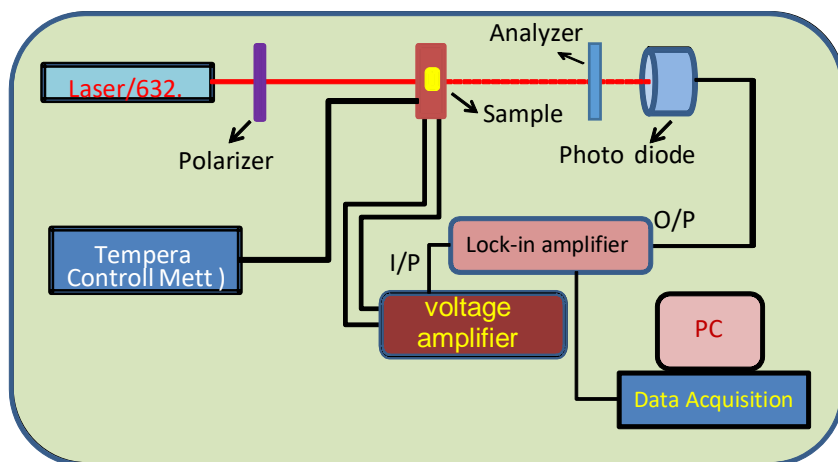 Analyzer
Laser/632.
Sample
Polarizer
Photo diode
O/P
Tempera
Controll Mett )
Lock-in amplifier
I/P
voltage
amplifier
PC
Data Acquisition